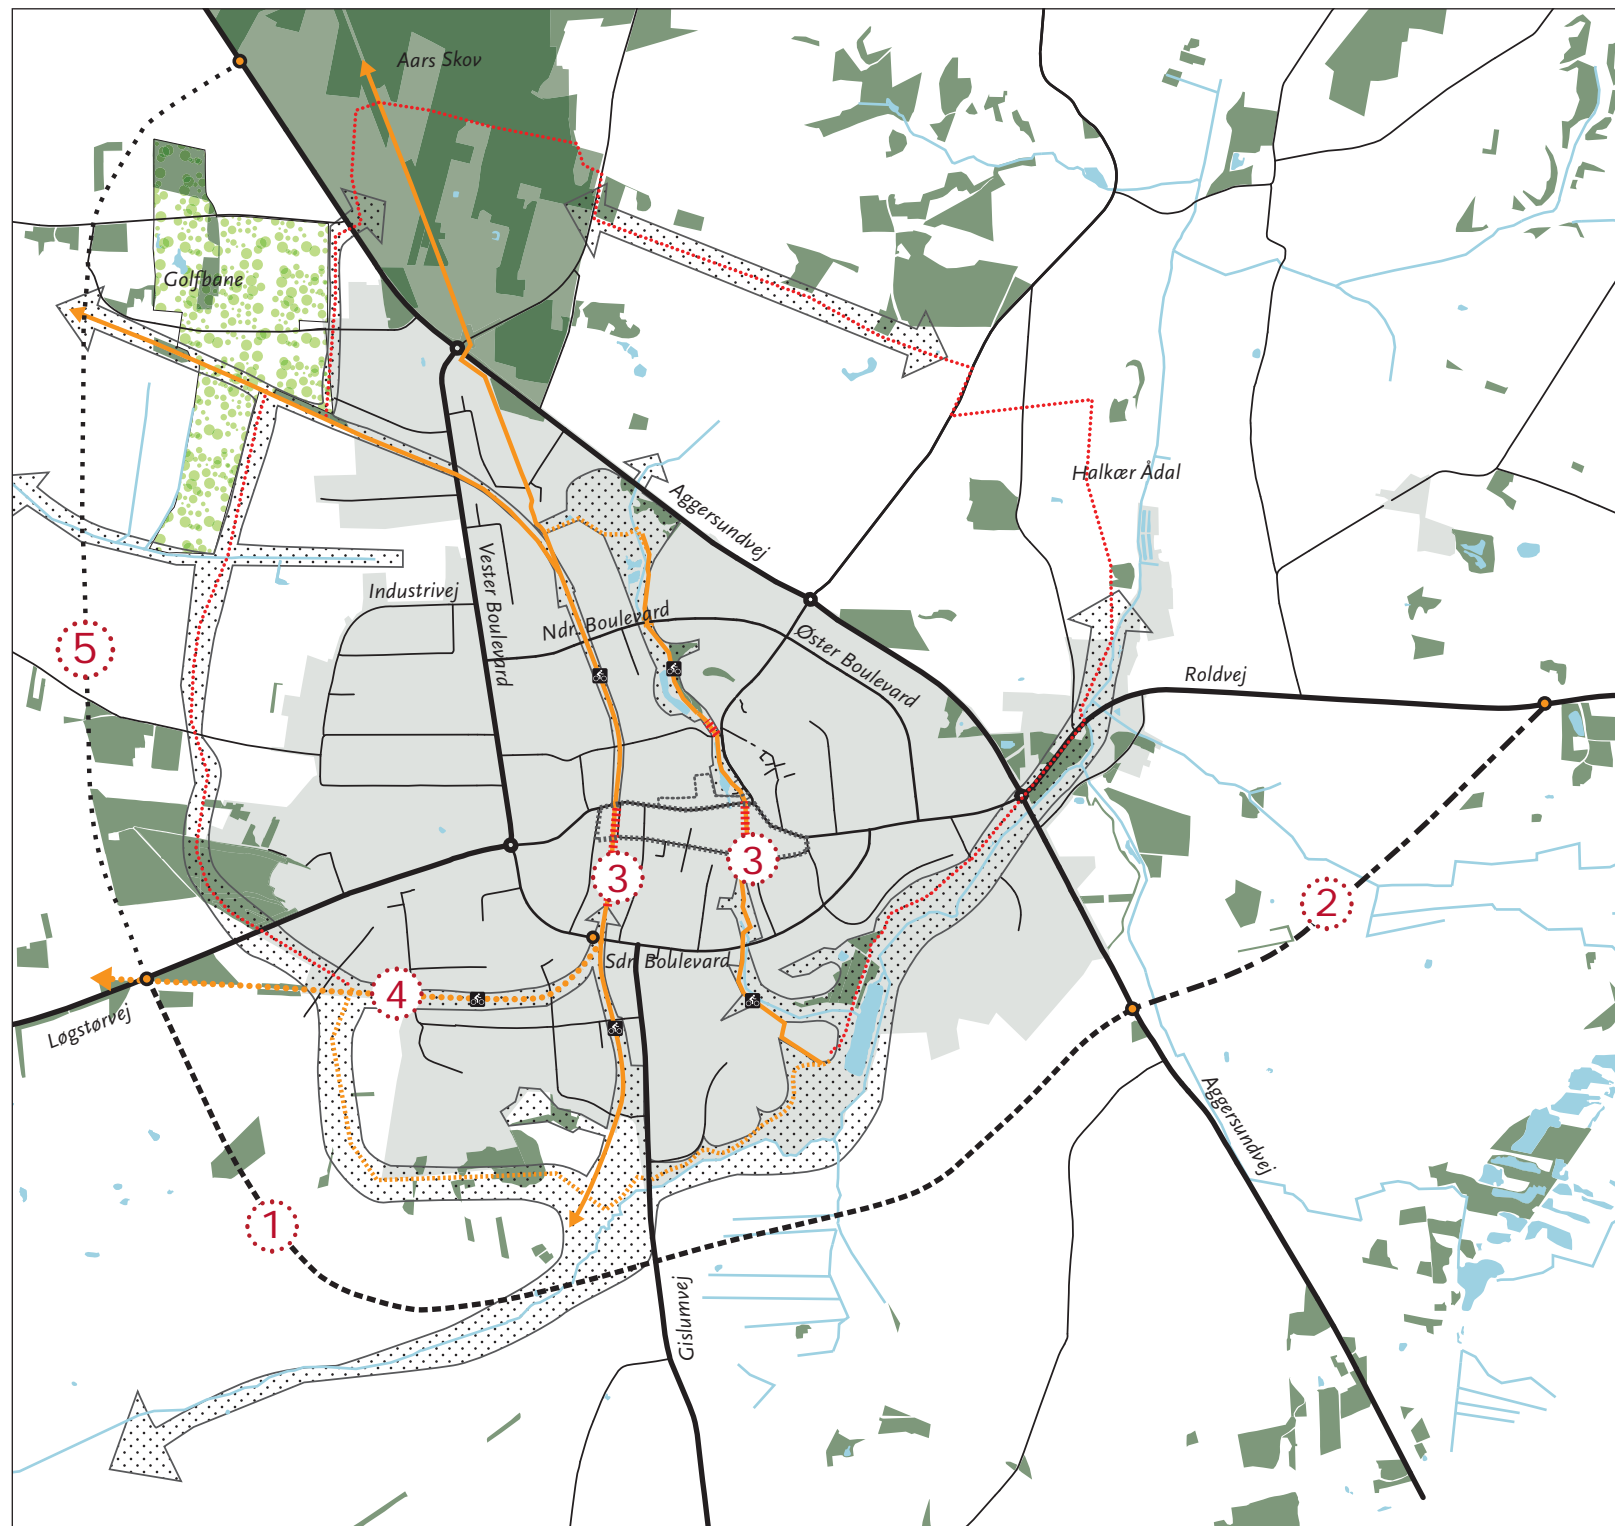 Aars Skov
Golfbane
Halkær Ådal
Aggersundvej
Vester Boulevard
Industrivej
Ndr. Boulevard
Øster Boulevard
5
Roldvej
3
3
2
Sdr. Boulevard
4
Løgstørvej
Aggersundvej
1
Gislumvej